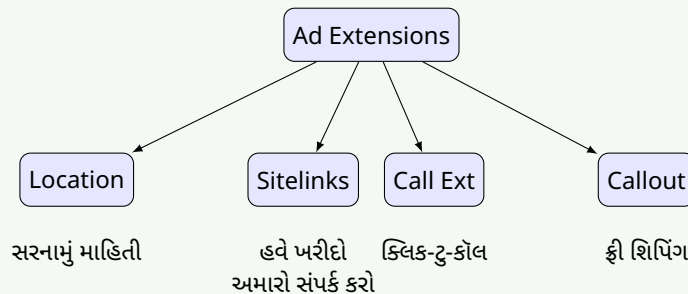 Ad Extensions
Location
Sitelinks
Call Ext
Callout
સરનામું માહિતી
હવે ખરીદો
અમારો સંપર્ક કરો
ક્લિક-ટુ-કૉલ
ફ્રી શિપિંગ